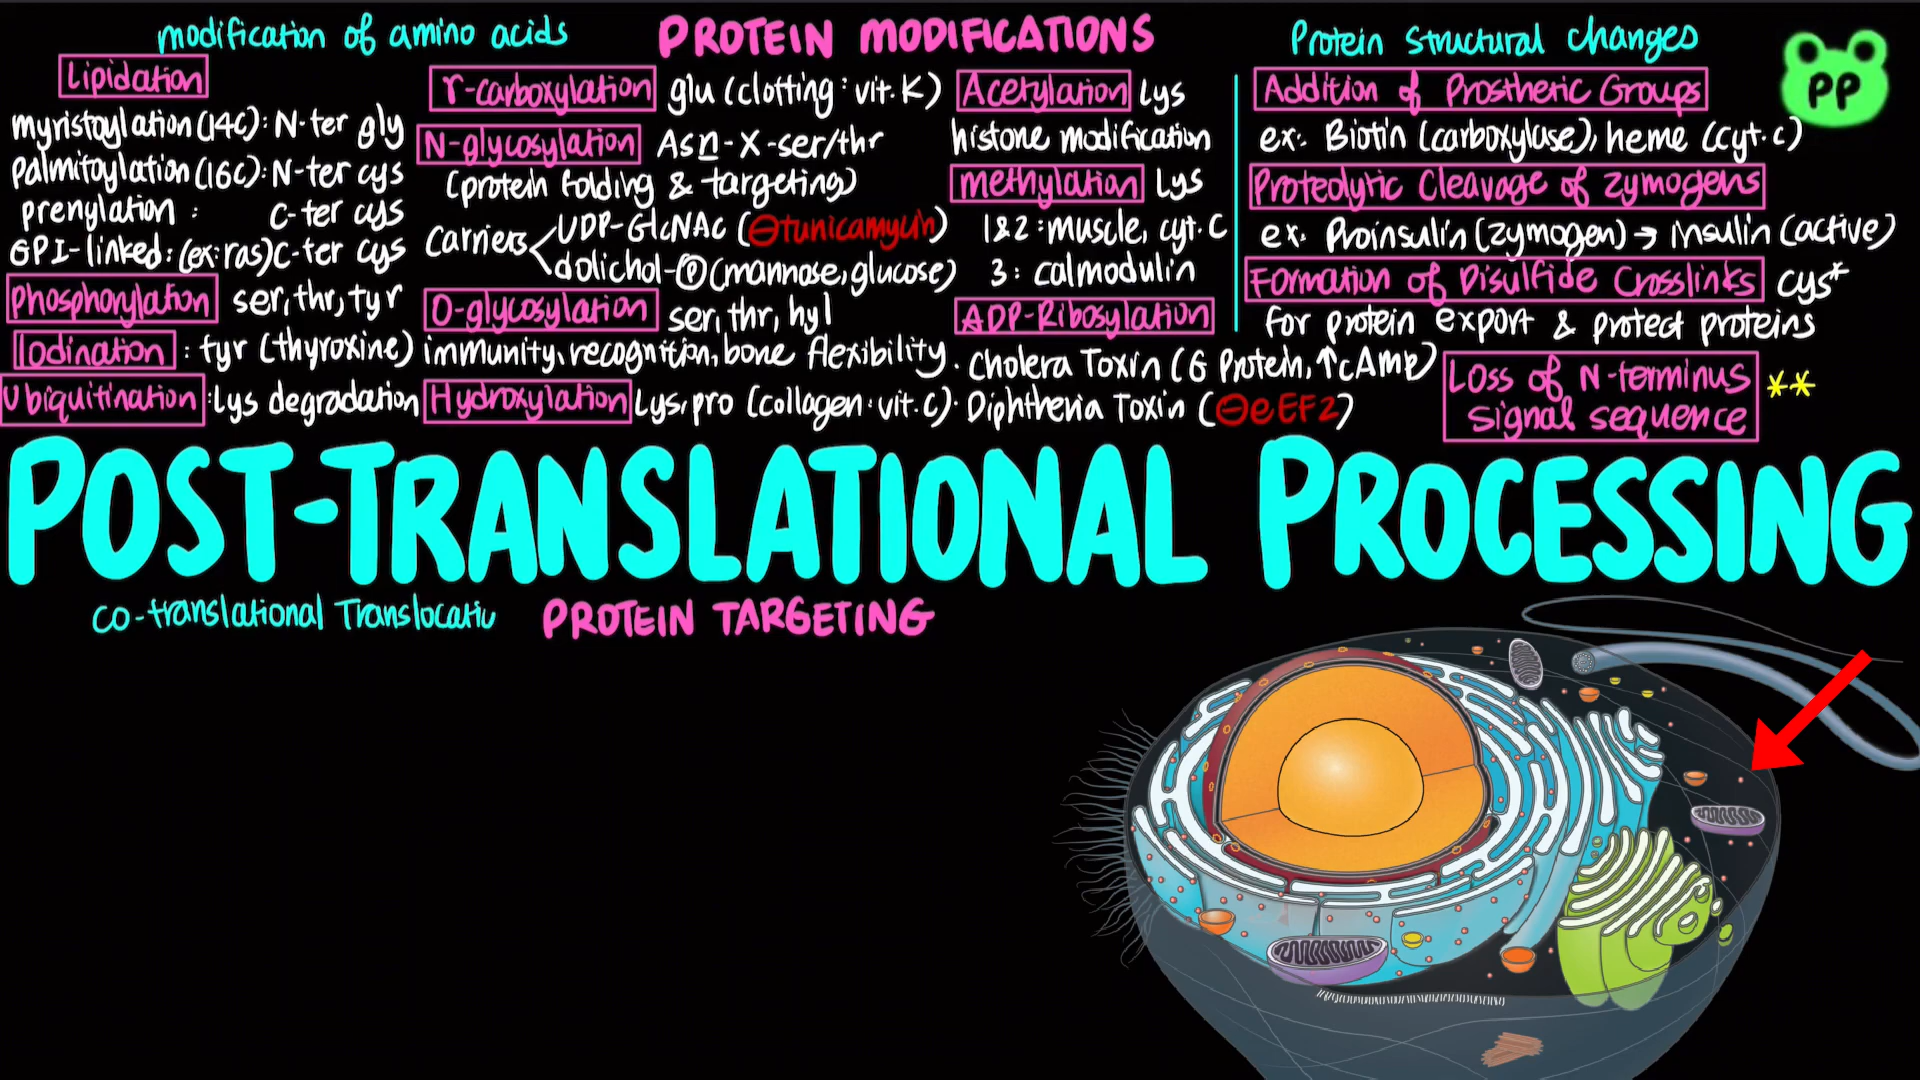 modification of amino acids
PROTEIN MODIFICATIONS
Protein structural changes
PP
Lipidation
myristoylation (14C): N-ter gly
palmitoylation (16C): N-ter cys
prenylation : C-ter cys
GPI-linked: (ex: ras) C-ter cys
Phosphorylation ser, thr, tyr
Iodination : tyr (thyroxine)
Ubiquitination : Lys degradation
γ-carboxylation glu (clotting: vit. K)
N-glycosylation Asn-X-ser/thr
(protein folding & targeting)
Carriers UDP-GlcNAc (⊖tunicamycin)
dolichol-Ⓟ (mannose, glucose)
O-glycosylation ser, thr, hyl
immunity, recognition, bone flexibility.
Hydroxylation Lys, pro (collagen: vit. C)
Acetylation Lys
histone modification
methylation Lys
1&2: muscle, cyt. C
3: calmodulin
ADP-Ribosylation
· Cholera Toxin (G Protein, ↑cAMP)
· Diphtheria Toxin (⊖eEF2)
Addition of Prosthetic Groups
ex: Biotin (carboxylase), heme (cyt. c)
Proteolytic Cleavage of zymogens
ex: Proinsulin (zymogen) → insulin (active)
Formation of Disulfide Crosslinks cys*
for protein export & protect proteins
Loss of N-terminus **
signal sequence
POST-TRANSLATIONAL PROCESSING
co-translational Translocatiu
PROTEIN TARGETING